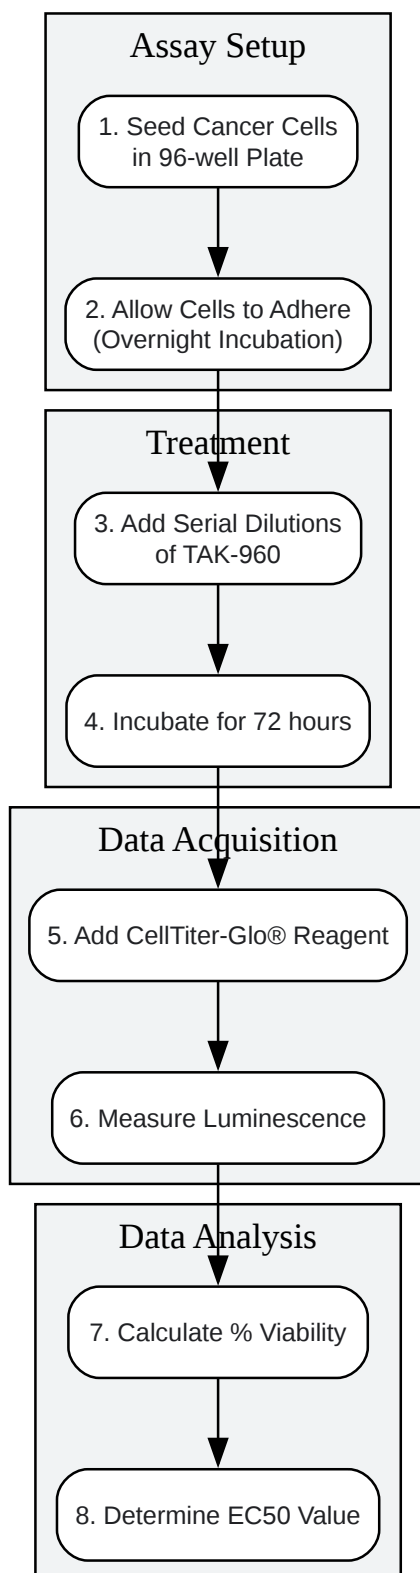 Assay Setup
1. Seed Cancer Cells
in 96-well Plate
2. Allow Cells to Adhere
(Overnight Incubation)
Treatment
3. Add Serial Dilutions
of TAK-960
4. Incubate for 72 hours
Data Acquisition
5. Add CellTiter-Glo® Reagent
6. Measure Luminescence
Data Analysis
7. Calculate % Viability
8. Determine EC50 Value